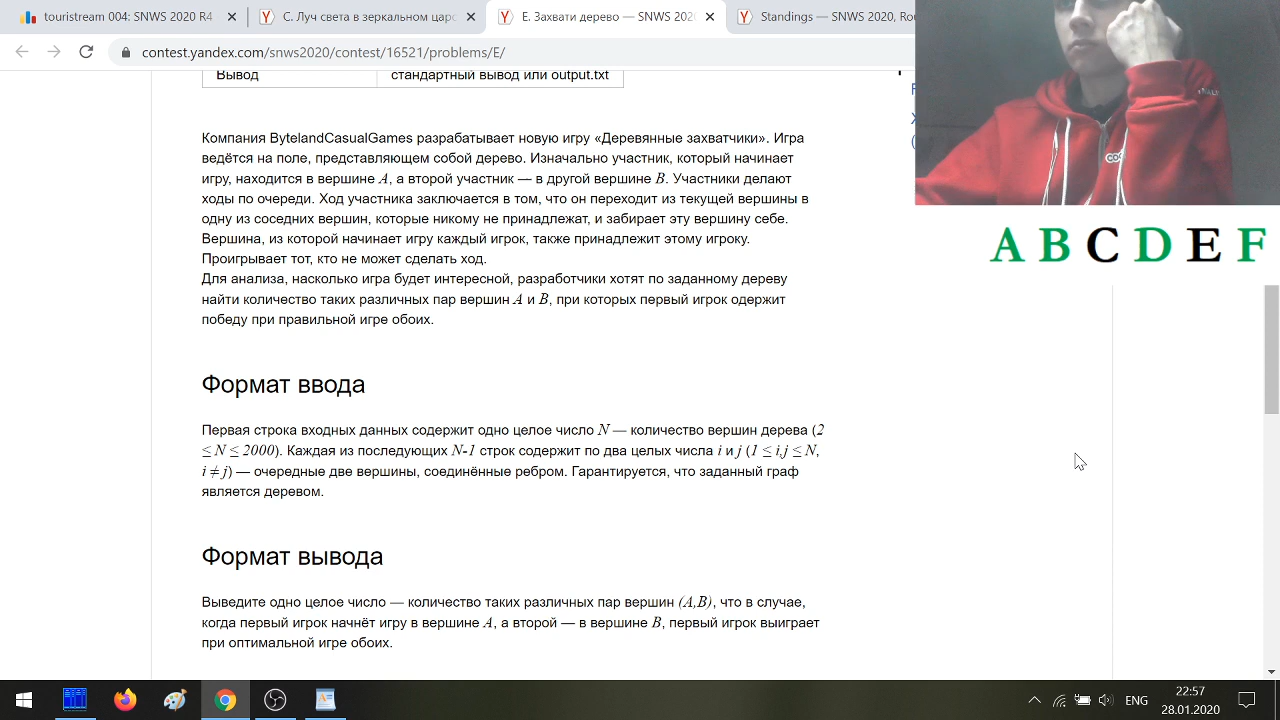 touristream 004: SNWS 2020 R4
C. Луч света в зеркальном царс
E. Захвати дерево — SNWS 202
Standings — SNWS 2020, Rou
contest.yandex.com/snws2020/contest/16521/problems/E/
Вывод стандартный вывод или output.txt
Компания BytelandCasualGames разрабатывает новую игру «Деревянные захватчики». Игра
ведётся на поле, представляющем собой дерево. Изначально участник, который начинает
игру, находится в вершине A, а второй участник — в другой вершине B. Участники делают
ходы по очереди. Ход участника заключается в том, что он переходит из текущей вершины в
одну из соседних вершин, которые никому не принадлежат, и забирает эту вершину себе.
Вершина, из которой начинает игру каждый игрок, также принадлежит этому игроку.
Проигрывает тот, кто не может сделать ход.
Для анализа, насколько игра будет интересной, разработчики хотят по заданному дереву
найти количество таких различных пар вершин A и B, при которых первый игрок одержит
победу при правильной игре обоих.
A B C D E F
Формат ввода
Первая строка входных данных содержит одно целое число N — количество вершин дерева (2
≤ N ≤ 2000). Каждая из последующих N-1 строк содержит по два целых числа i и j (1 ≤ i,j ≤ N,
i ≠ j) — очередные две вершины, соединённые ребром. Гарантируется, что заданный граф
является деревом.
Формат вывода
Выведите одно целое число — количество таких различных пар вершин (A,B), что в случае,
когда первый игрок начнёт игру в вершине A, а второй — в вершине B, первый игрок выиграет
при оптимальной игре обоих.
ENG
22:57
28.01.2020